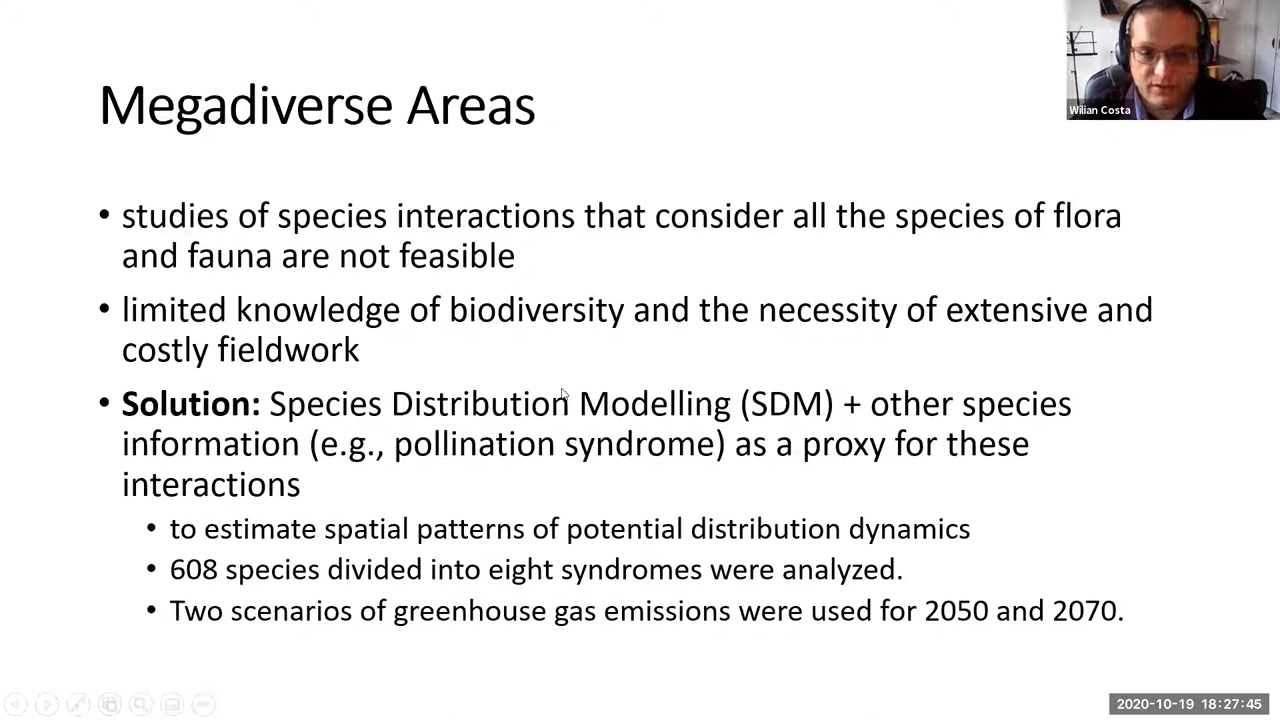 Wilian Costa
Megadiverse Areas
• studies of species interactions that consider all the species of flora
and fauna are not feasible
• limited knowledge of biodiversity and the necessity of extensive and
costly fieldwork
• Solution: Species Distribution Modelling (SDM) + other species
information (e.g., pollination syndrome) as a proxy for these
interactions
• to estimate spatial patterns of potential distribution dynamics
• 608 species divided into eight syndromes were analyzed.
• Two scenarios of greenhouse gas emissions were used for 2050 and 2070.
2020-10-19 18:27:45